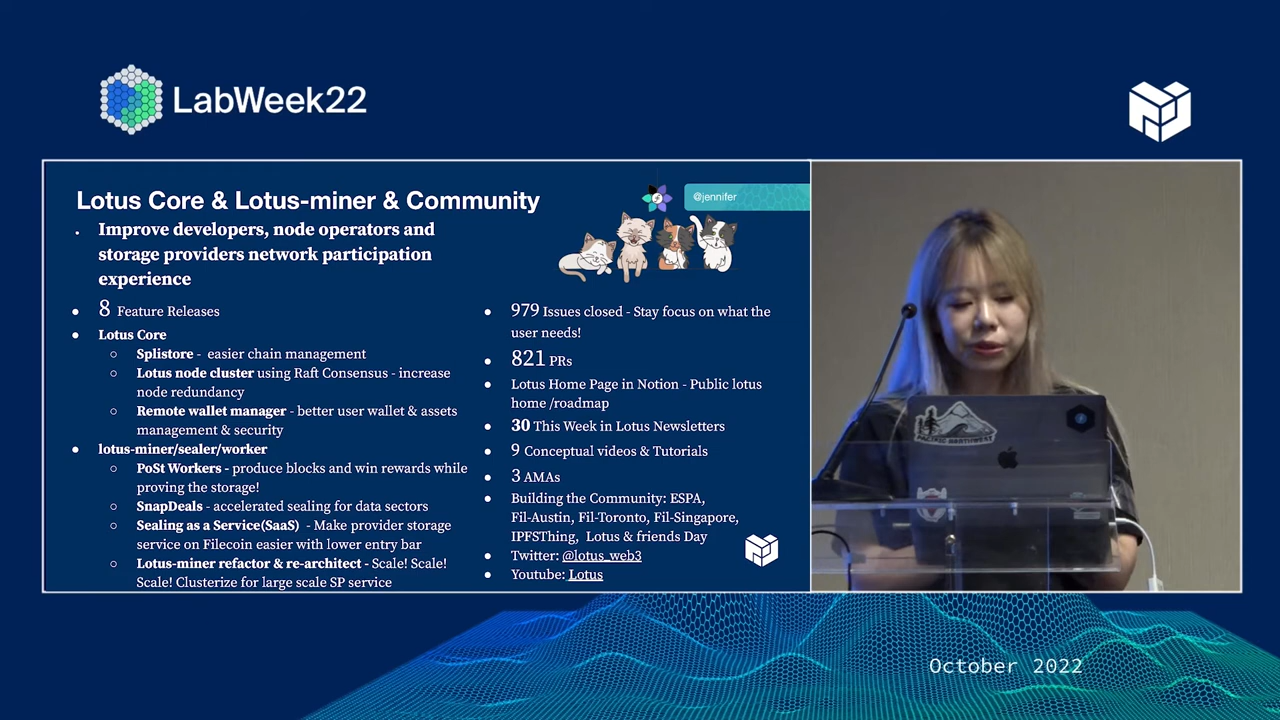 LabWeek22
Lotus Core & Lotus-miner & Community
@jennifer
Improve developers, node operators and
storage providers network participation
experience
8 Feature Releases
Lotus Core
Splistore - easier chain management
Lotus node cluster using Raft Consensus - increase
node redundancy
Remote wallet manager - better user wallet & assets
management & security
lotus-miner/sealer/worker
PoSt Workers - produce blocks and win rewards while
proving the storage!
SnapDeals - accelerated sealing for data sectors
Sealing as a Service(SaaS) - Make provider storage
service on Filecoin easier with lower entry bar
Lotus-miner refactor & re-architect - Scale! Scale!
Scale! Clusterize for large scale SP service
979 Issues closed - Stay focus on what the
user needs!
821 PRs
Lotus Home Page in Notion - Public lotus
home /roadmap
30 This Week in Lotus Newsletters
9 Conceptual videos & Tutorials
3 AMAs
Building the Community: ESPA,
Fil-Austin, Fil-Toronto, Fil-Singapore,
IPFSThing, Lotus & friends Day
Twitter: @lotus_web3
Youtube: Lotus
PACIFIC NORTHWEST
October 2022